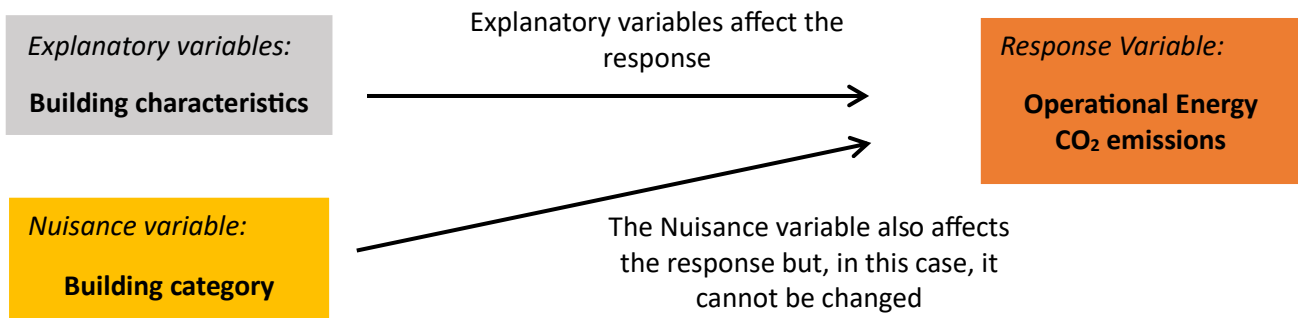 Explanatory variables:
Building characteristics
Explanatory variables affect the
response
Response Variable:
Operational Energy
CO₂ emissions
Nuisance variable:
Building category
The Nuisance variable also affects
the response but, in this case, it
cannot be changed